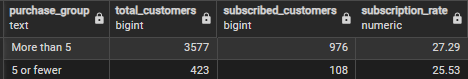 purchase_group total_customers subscribed_customers subscription_rate
text bigint bigint numeric
More than 5 3577 976 27.29
5 or fewer 423 108 25.53